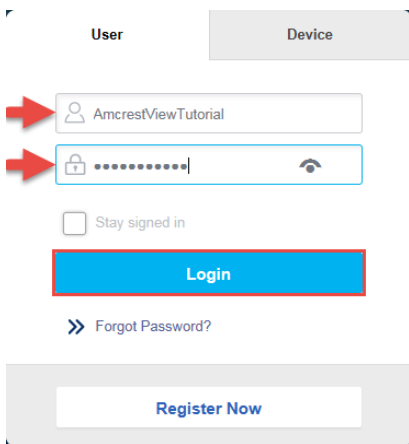 User Device
AmcrestViewTutorial
•••••••••••
Stay signed in
Login
Forgot Password?
Register Now